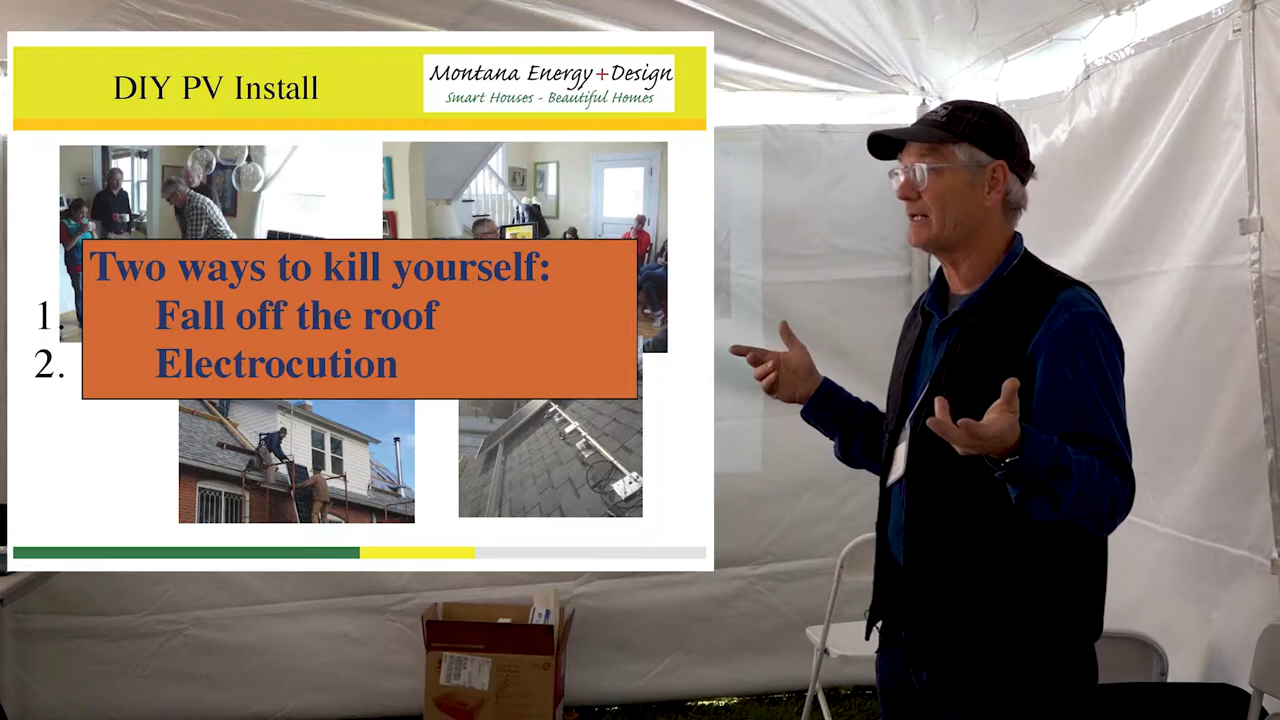 DIY PV Install
Montana Energy+Design
Smart Houses - Beautiful Homes
Two ways to kill yourself:
1. Fall off the roof
2. Electrocution